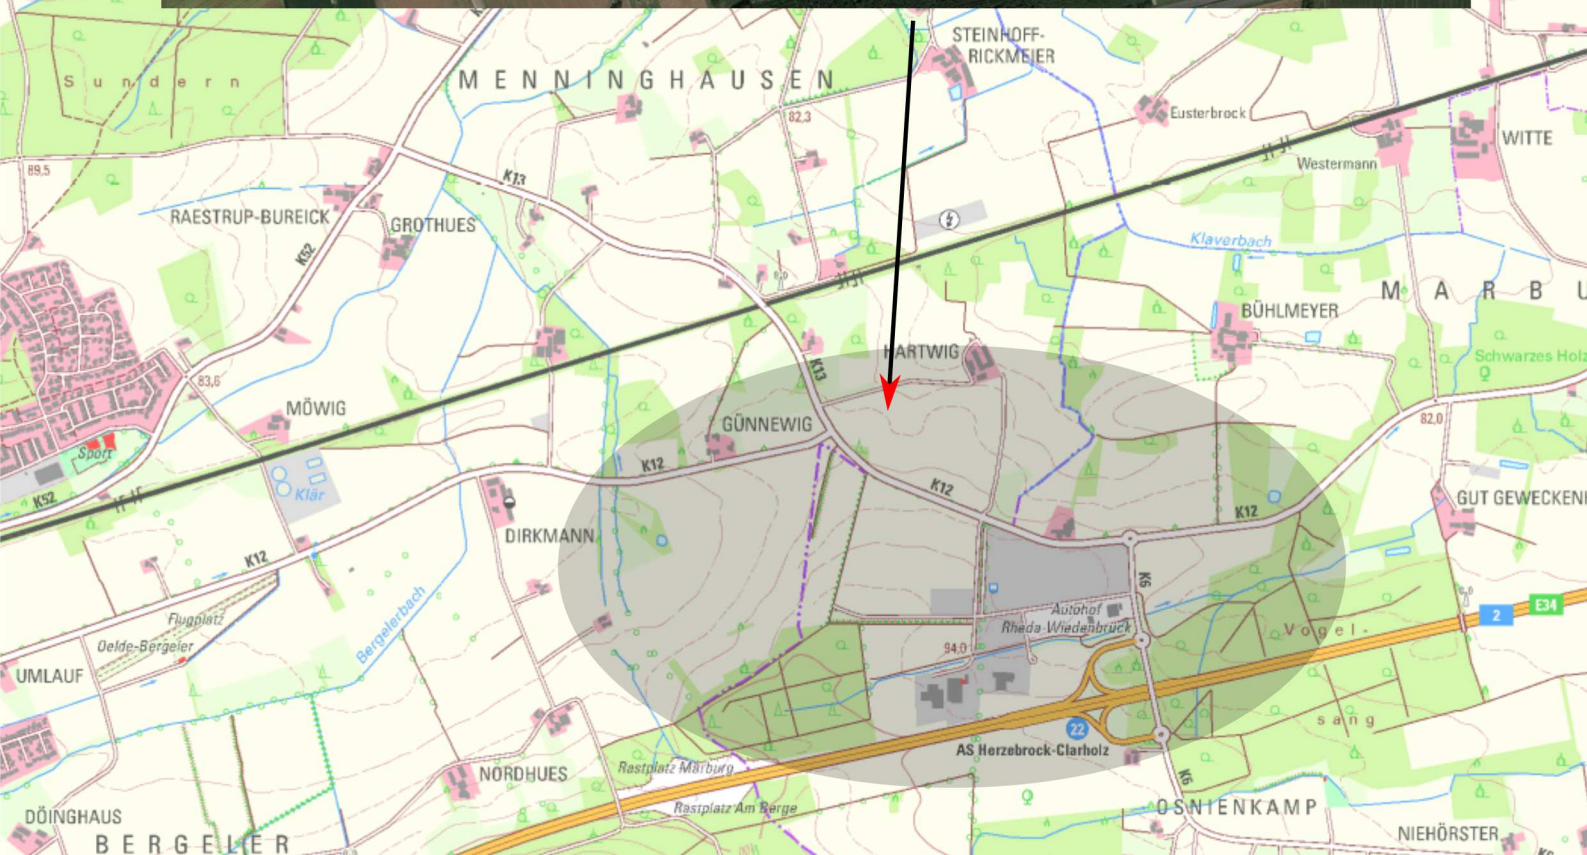 STEINHOFF-
RICKMEIER
Sundern
MENNINGHAUSEN
82,3
Eusterbrock
WITTE
Westermann
89,5
K13
RAESTRUP-BUREICK
GROTHUES
K52
Klaverbach
MARBU
BÜHLMEYER
HARTWIG
Schwarzes Holz
K13
83,6
MÖWIG
GÜNNEWIG
82,0
Sport
K12
K12
K52
Klär
GUT GEWECKEN
K12
DIRKMANN
K12
K6
Flugplatz
Oelde-Bergeler
Bergelerbach
Autohof
Rheda-Wiedenbrück
2
E34
Vogel-
94,0
UMLAUF
sang
22
AS Herzebrock-Clarholz
NORDHUES
Rastplatz Marburg
K6
Rastplatz Am Berge
OSNIENKAMP
DÖINGHAUS
NIEHÖRSTER
BERGELER